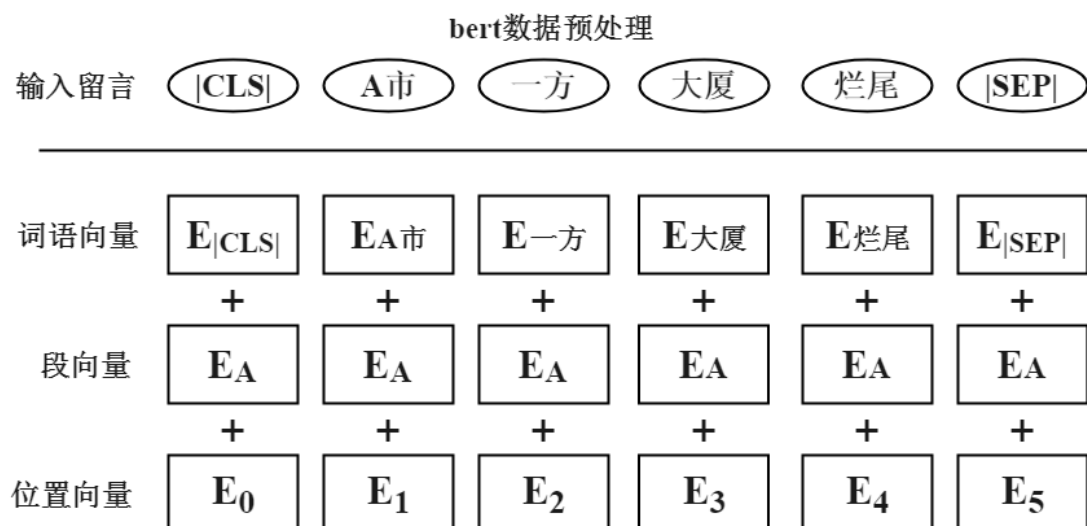 bert数据预处理
输入留言 |CLS| A市 一方 大厦 烂尾 |SEP|
词语向量 E|CLS| EA市 E一方 E大厦 E烂尾 E|SEP|
+ + + + + +
段向量 EA EA EA EA EA EA
+ + + + + +
位置向量 E0 E1 E2 E3 E4 E5